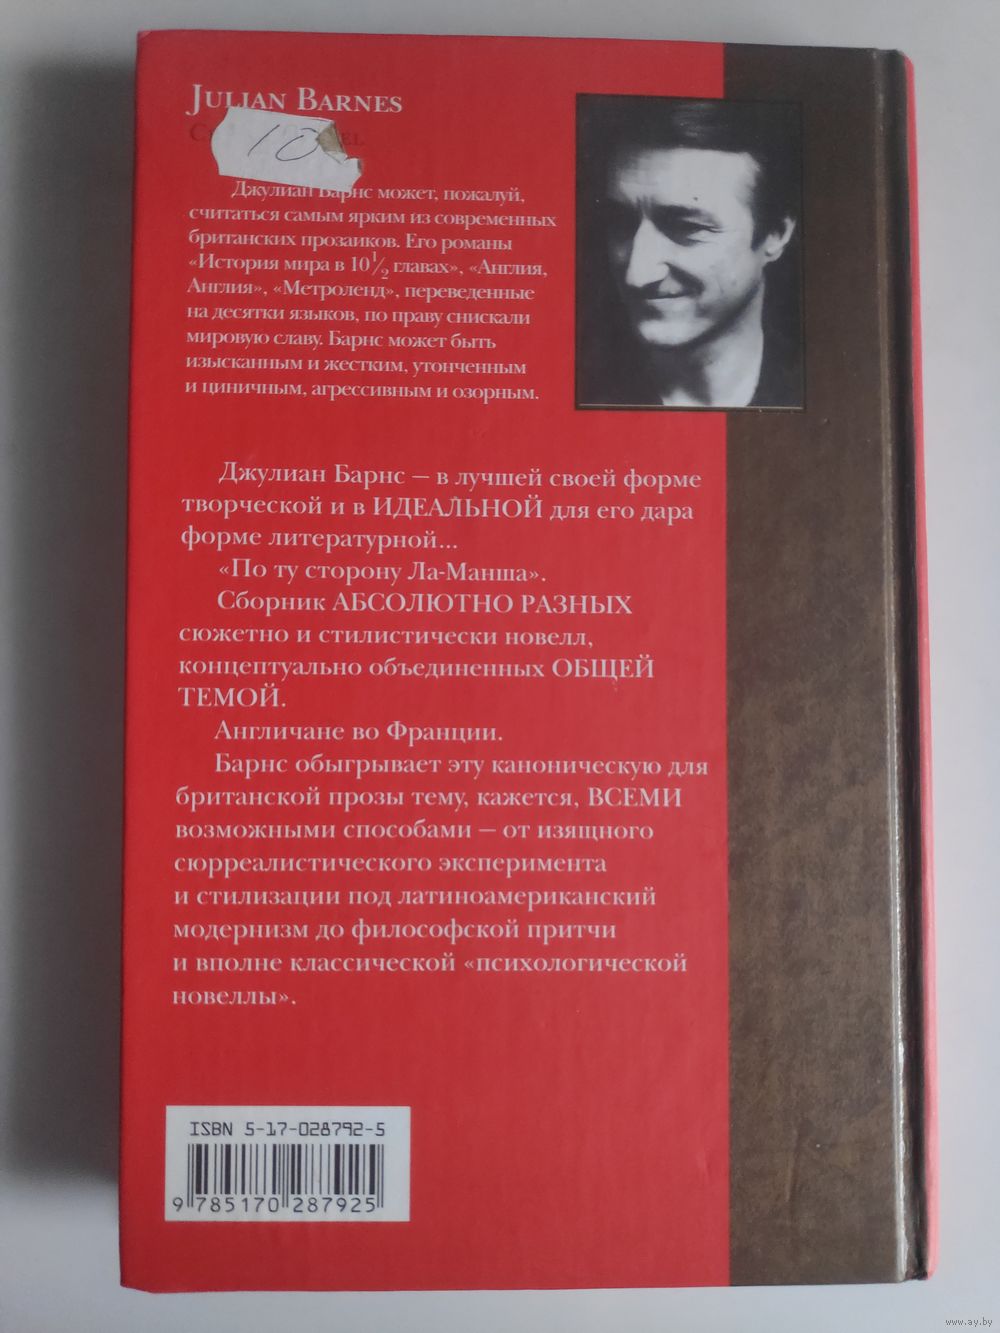 JULIAN BARNES
10
Джулиан Барнс может, пожалуй,
считаться самым ярким из современных
британских прозаиков. Его романы
«История мира в 10 1/2 главах», «Англия,
Англия», «Метроленд», переведенные
на десятки языков, по праву снискали
мировую славу. Барнс может быть
изысканным и жестким, утонченным
и циничным, агрессивным и озорным.
Джулиан Барнс – в лучшей своей форме
творческой и в ИДЕАЛЬНОЙ для его дара
форме литературной...
«По ту сторону Ла-Манша».
Сборник АБСОЛЮТНО РАЗНЫХ
сюжетно и стилистически новелл,
концептуально объединенных ОБЩЕЙ
ТЕМОЙ.
Англичане во Франции.
Барнс обыгрывает эту каноническую для
британской прозы тему, кажется, ВСЕМИ
возможными способами – от изящного
сюрреалистического эксперимента
и стилизации под латиноамериканский
модернизм до философской притчи
и вполне классической «психологической
новеллы».
ISBN 5-17-028792-5
9 785170 287925
www.ay.by